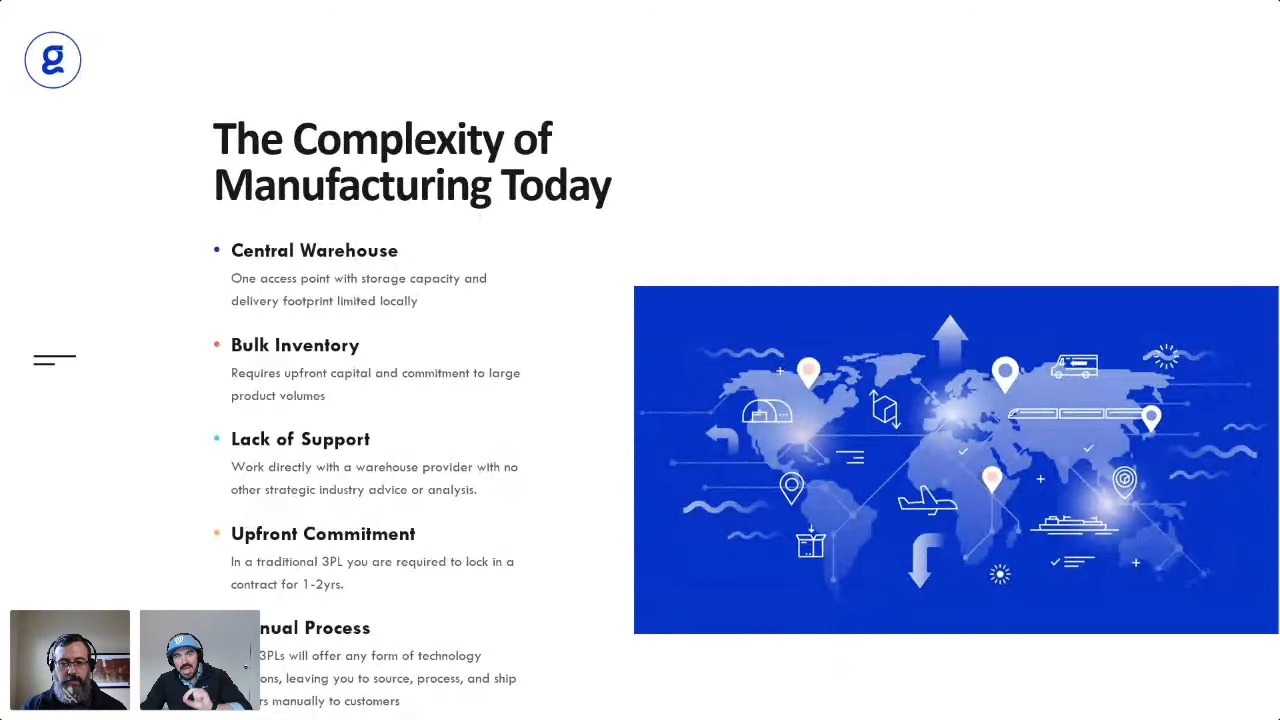 g
The Complexity of
Manufacturing Today
Central Warehouse
One access point with storage capacity and
delivery footprint limited locally
Bulk Inventory
Requires upfront capital and commitment to large
product volumes
Lack of Support
Work directly with a warehouse provider with no
other strategic industry advice or analysis.
Upfront Commitment
In a traditional 3PL you are required to lock in a
contract for 1-2yrs.
nual Process
3PLs will offer any form of technology
ons, leaving you to source, process, and ship
rs manually to customers